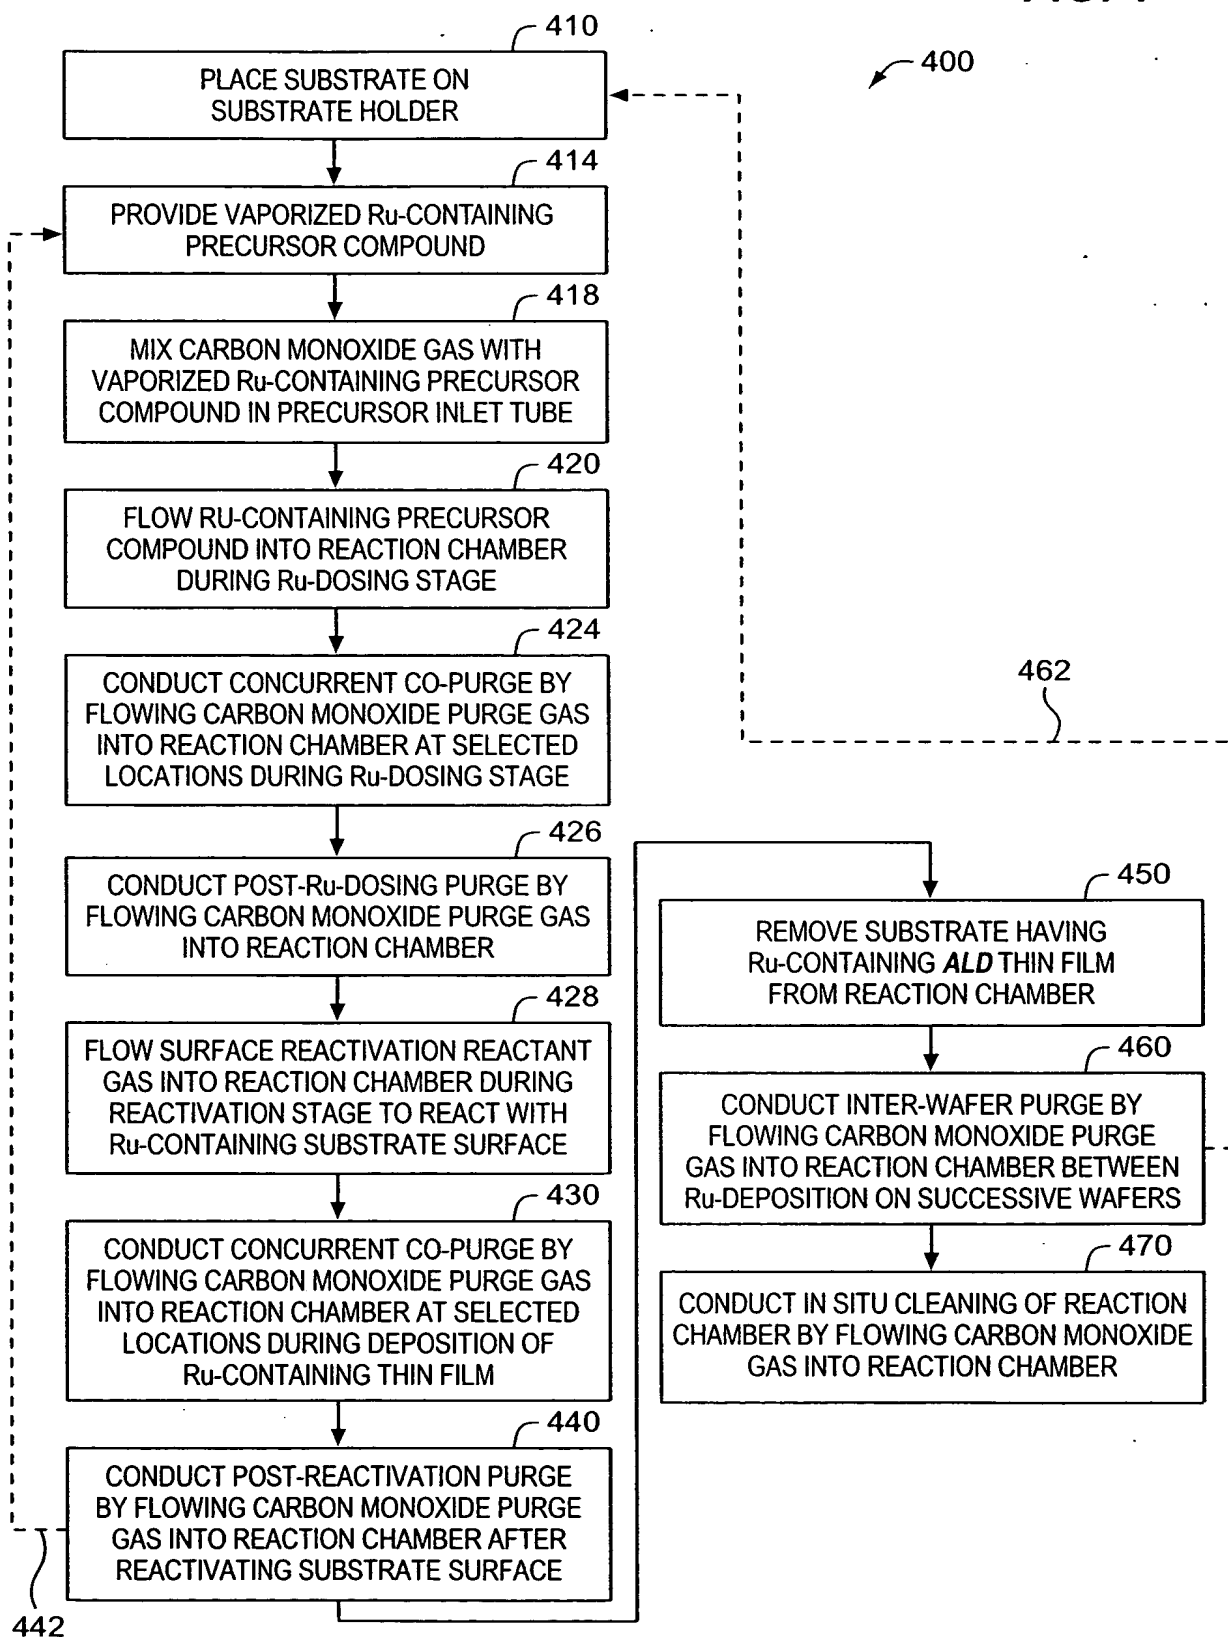 410
PLACE SUBSTRATE ON
SUBSTRATE HOLDER
400
414
PROVIDE VAPORIZED Ru-CONTAINING
PRECURSOR COMPOUND
418
MIX CARBON MONOXIDE GAS WITH
VAPORIZED Ru-CONTAINING PRECURSOR
COMPOUND IN PRECURSOR INLET TUBE
420
FLOW RU-CONTAINING PRECURSOR
COMPOUND INTO REACTION CHAMBER
DURING Ru-DOSING STAGE
424
CONDUCT CONCURRENT CO-PURGE BY
FLOWING CARBON MONOXIDE PURGE GAS
INTO REACTION CHAMBER AT SELECTED
LOCATIONS DURING Ru-DOSING STAGE
462
426
CONDUCT POST-Ru-DOSING PURGE BY
FLOWING CARBON MONOXIDE PURGE GAS
INTO REACTION CHAMBER
428
FLOW SURFACE REACTIVATION REACTANT
GAS INTO REACTION CHAMBER DURING
REACTIVATION STAGE TO REACT WITH
Ru-CONTAINING SUBSTRATE SURFACE
430
CONDUCT CONCURRENT CO-PURGE BY
FLOWING CARBON MONOXIDE PURGE GAS
INTO REACTION CHAMBER AT SELECTED
LOCATIONS DURING DEPOSITION OF
Ru-CONTAINING THIN FILM
440
CONDUCT POST-REACTIVATION PURGE
BY FLOWING CARBON MONOXIDE PURGE
GAS INTO REACTION CHAMBER AFTER
REACTIVATING SUBSTRATE SURFACE
442
450
REMOVE SUBSTRATE HAVING
Ru-CONTAINING ALD THIN FILM
FROM REACTION CHAMBER
460
CONDUCT INTER-WAFER PURGE BY
FLOWING CARBON MONOXIDE PURGE
GAS INTO REACTION CHAMBER BETWEEN
Ru-DEPOSITION ON SUCCESSIVE WAFERS
470
CONDUCT IN SITU CLEANING OF REACTION
CHAMBER BY FLOWING CARBON MONOXIDE
GAS INTO REACTION CHAMBER